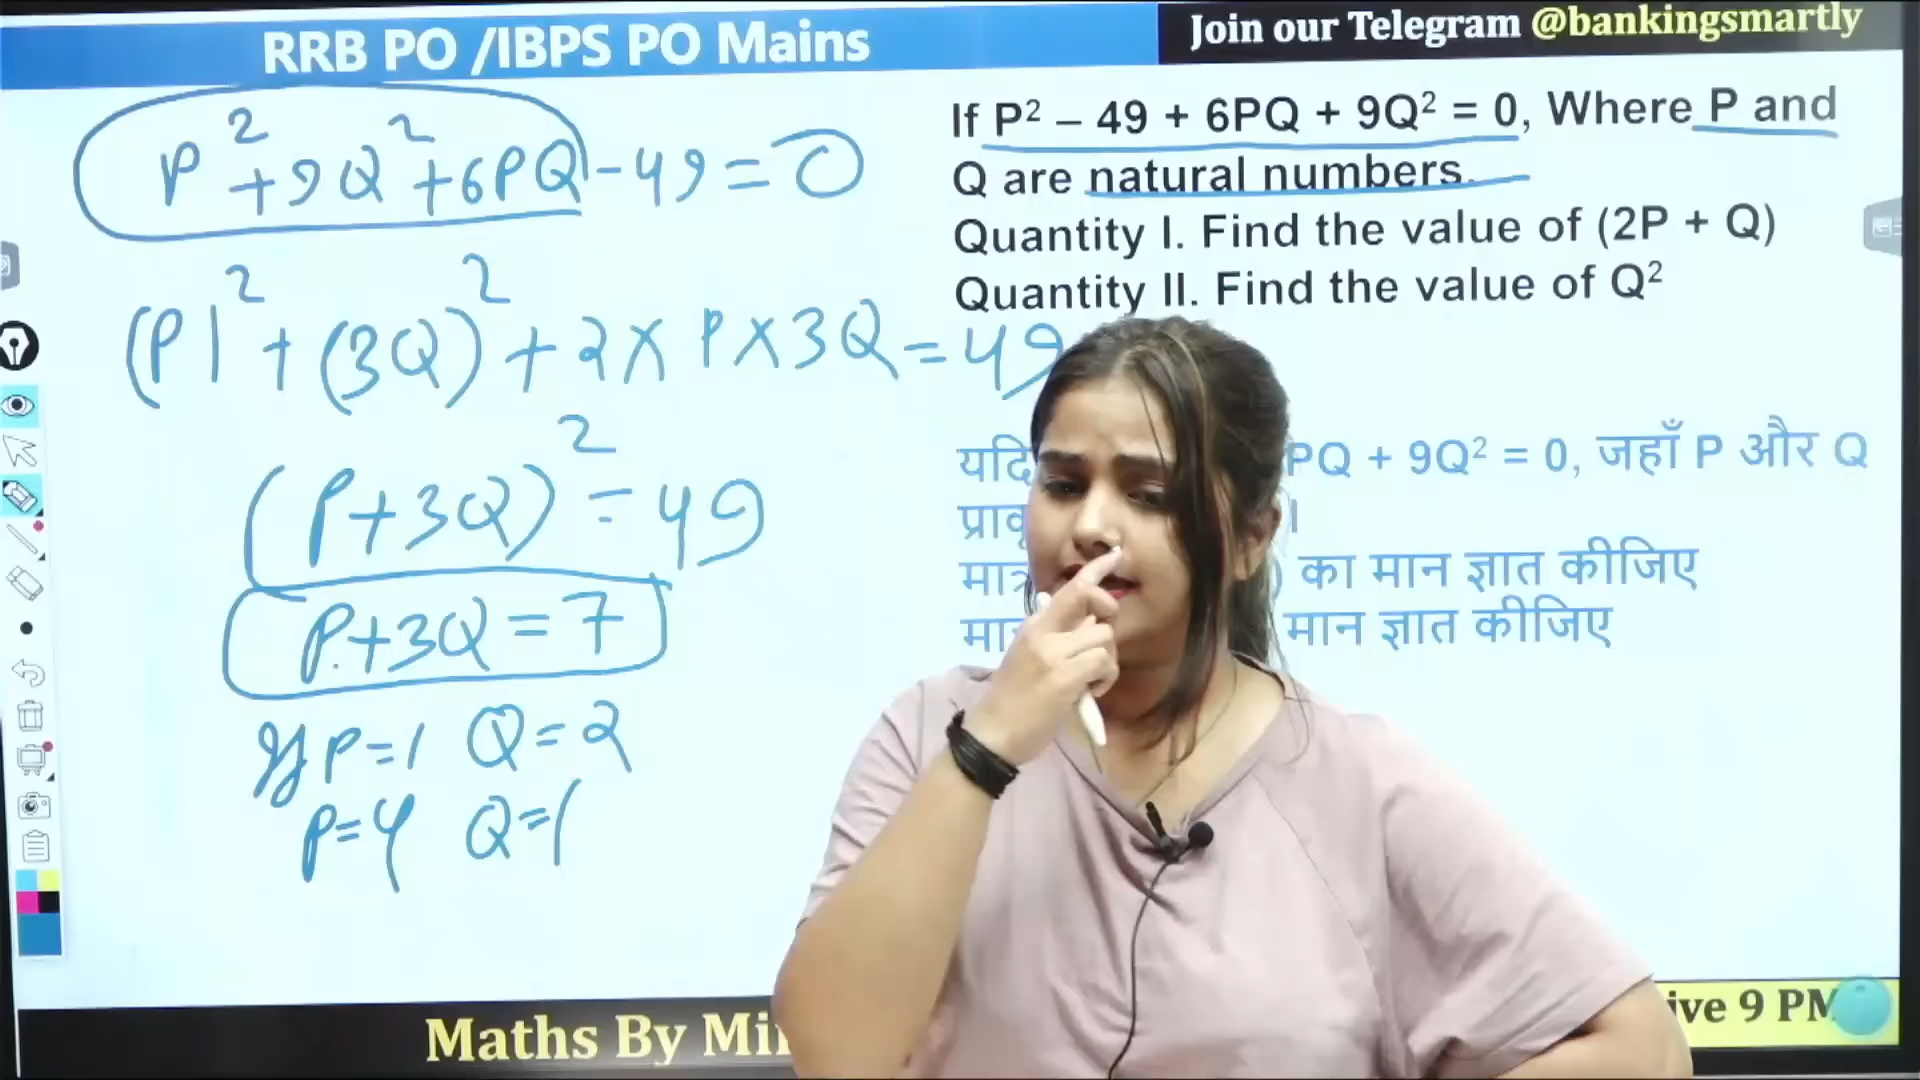 RRB PO /IBPS PO Mains
Join our Telegram @bankingsmartly
P² + 9Q² + 6PQ - 49 = 0
(P)² + (3Q)² + 2 × P × 3Q = 49
(P+3Q)² = 49
P+3Q = 7
If P=1 Q=2
P=4 Q=1
If P² – 49 + 6PQ + 9Q² = 0, Where P and
Q are natural numbers.
Quantity I. Find the value of (2P + Q)
Quantity II. Find the value of Q²
PQ + 9Q² = 0, जहाँ P और Q
) का मान ज्ञात कीजिए
मान ज्ञात कीजिए
Maths By
9 PM